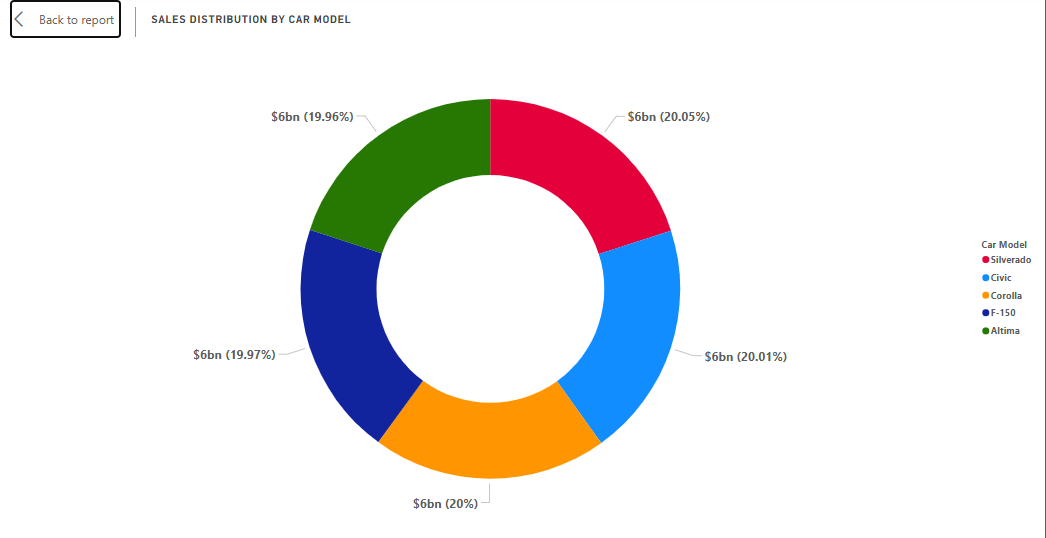 Back to report
SALES DISTRIBUTION BY CAR MODEL
$6bn (19.96%)
$6bn (20.05%)
$6bn (19.97%)
$6bn (20.01%)
$6bn (20%)
Car Model
Silverado
Civic
Corolla
F-150
Altima